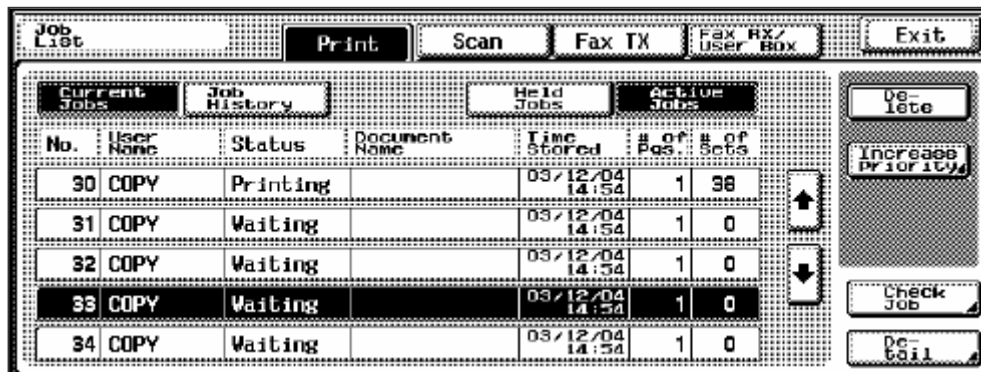 Job List
Print
Scan
Fax TX
Fax RX/ User Box
Exit
Current Jobs
Job History
Held Jobs
Active Jobs
De- lete
No. User Name Status Document Name Time Stored # of Pgs. # of Sets
Increase Priority
30 COPY Printing 03/12/04 14:54 1 38
31 COPY Waiting 03/12/04 14:54 1 0
32 COPY Waiting 03/12/04 14:54 1 0
33 COPY Waiting 03/12/04 14:54 1 0
Check Job
34 COPY Waiting 03/12/04 14:54 1 0
De- tail